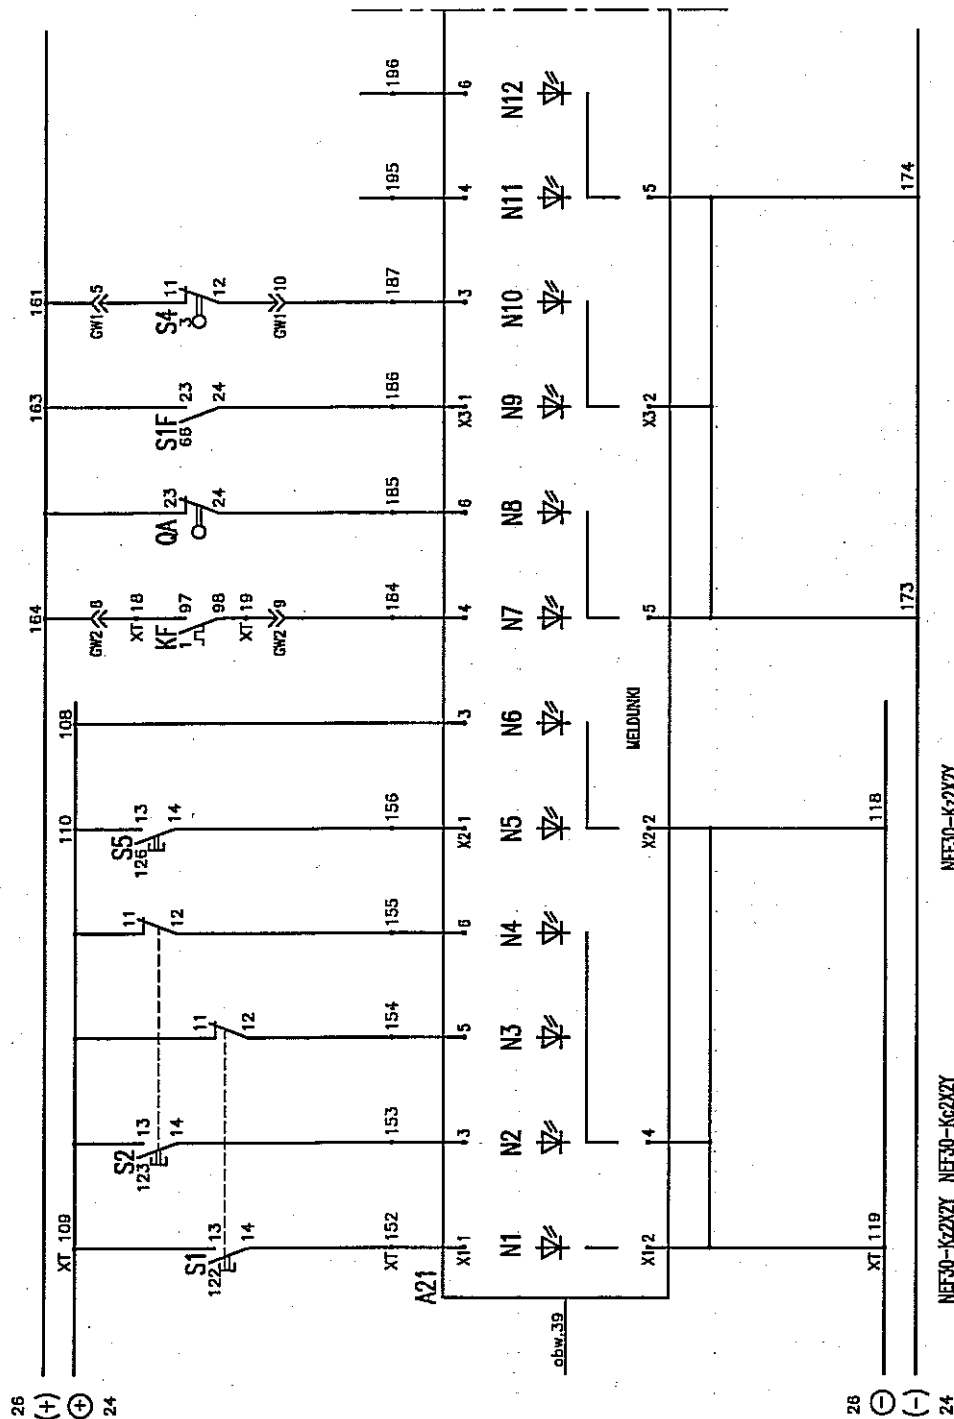 26
(+)
⊕
24
161
163
164
108
110
XT 109
GW1 5
S4
3
11
12
GW1 10
S1F
66
23
24
QA
23
24
GW2 8
XT 18
KF
1
97
98
XT 19
GW2 9
S5
126
13
14
11
12
11
12
S2
123
13
14
S1
122
13
14
196
195
187
186
185
184
156
155
154
153
XT 152
A21
6
4
3
X3 1
6
4
3
X2 1
6
5
3
X1 1
N12
N11
N10
N9
N8
N7
N6
N5
N4
N3
N2
N1
MELDUNKI
5
X3 2
5
X2 2
4
X1 2
obw.39
174
173
118
XT 119
26
⊖
(-)
24
NEF30-Kz2X2Y
NEF30-Kc2X2Y
NEF30-Kz2X2Y